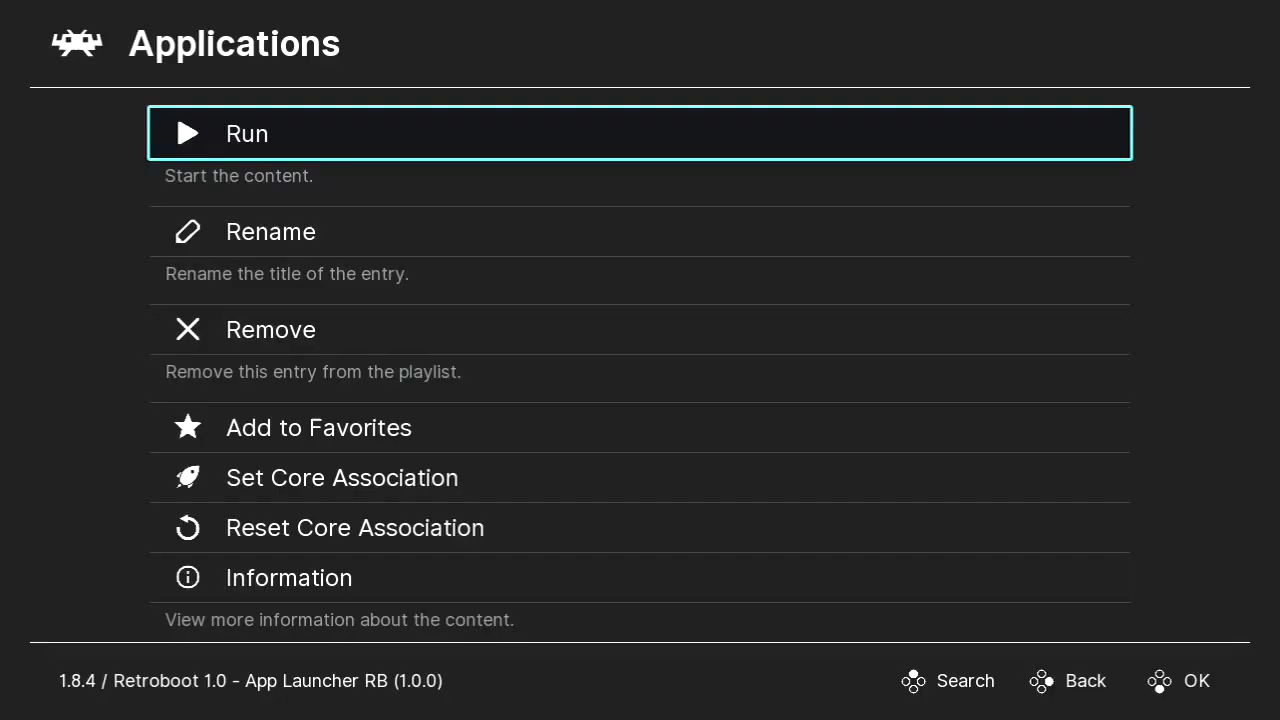 Applications
Run
Start the content.
Rename
Rename the title of the entry.
Remove
Remove this entry from the playlist.
Add to Favorites
Set Core Association
Reset Core Association
Information
View more information about the content.
1.8.4 / Retroboot 1.0 - App Launcher RB (1.0.0) Search Back OK